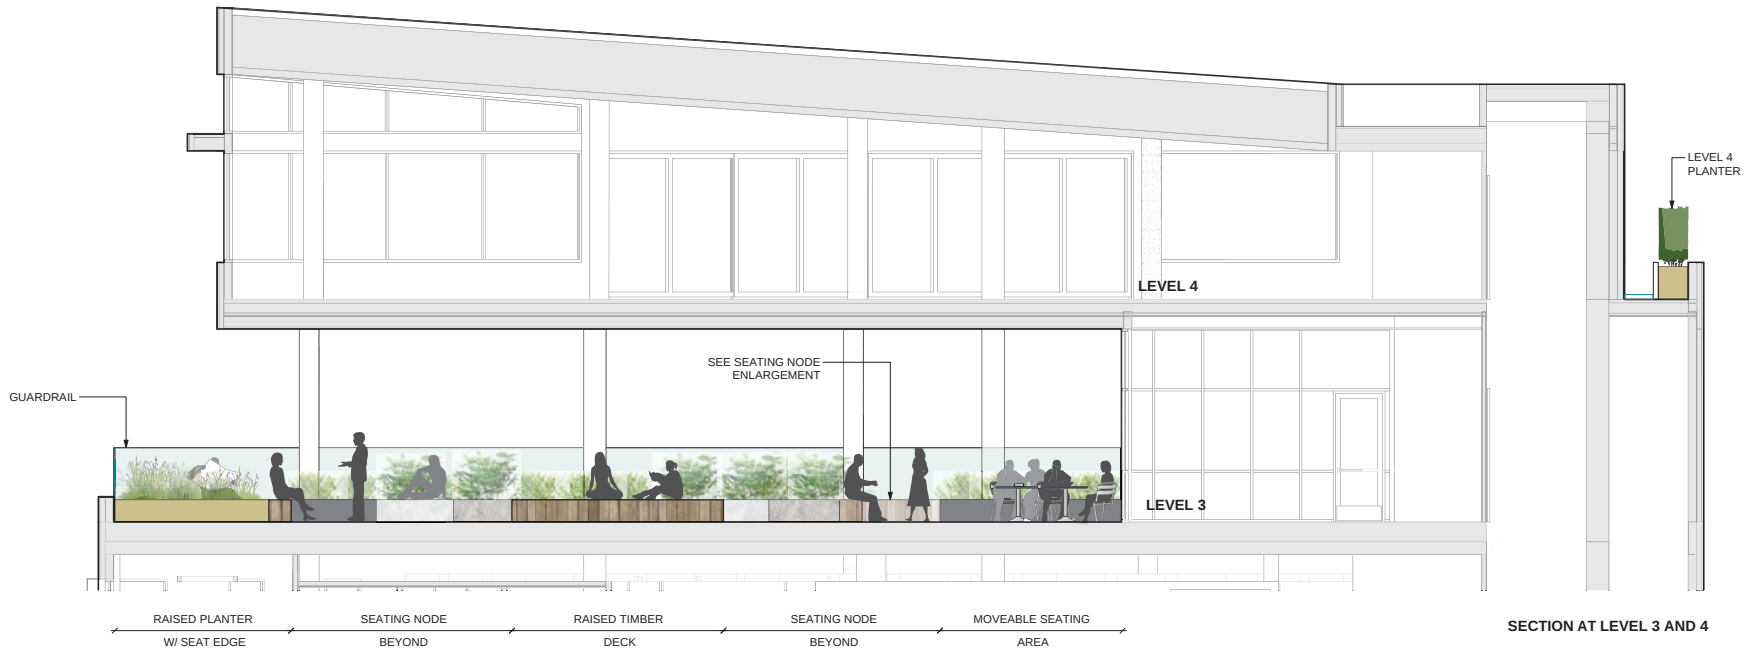 LEVEL 4
PLANTER
LEVEL 4
SEE SEATING NODE
ENLARGEMENT
GUARDRAIL
LEVEL 3
RAISED PLANTER
W/ SEAT EDGE
SEATING NODE
BEYOND
RAISED TIMBER
DECK
SEATING NODE
BEYOND
MOVEABLE SEATING
AREA
SECTION AT LEVEL 3 AND 4